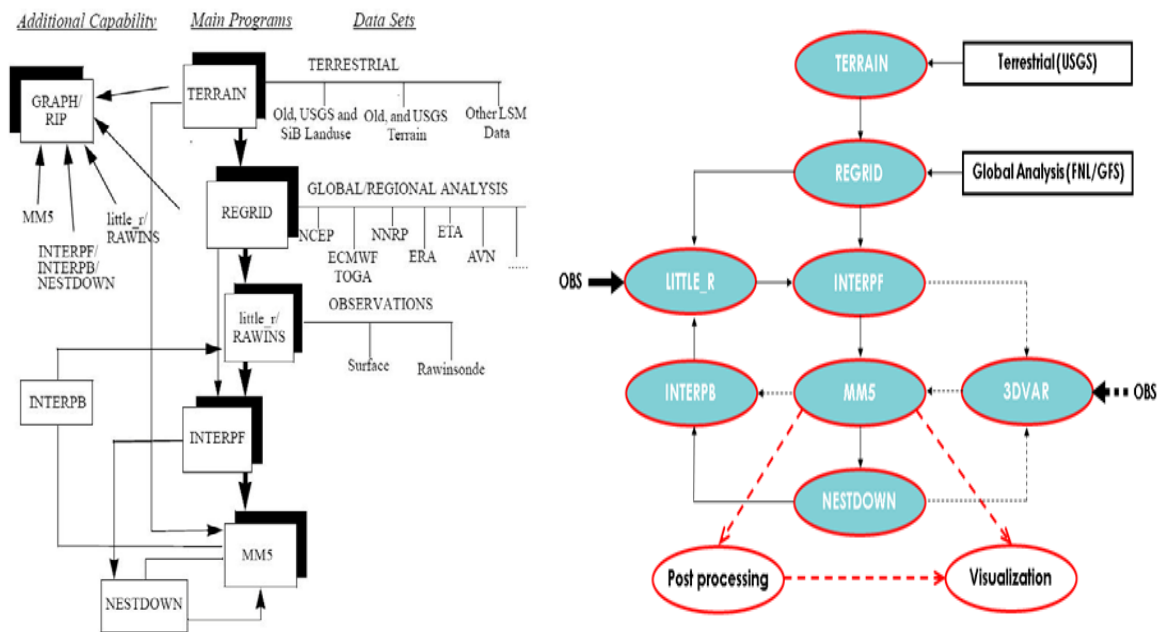 Additional Capability
Main Programs
Data Sets
TERRAIN
TERRESTRIAL
Old, USGS and
SiB Landuse
Old, and USGS
Terrain
Other LSM
Data
GRAPH/
RIP
MM5
INTERPF/
INTERPB/
NESTDOWN
little_r/
RAWINS
REGRID
GLOBAL/REGIONAL ANALYSIS
NCEP
ECMWF
TOGA
NNRP
ERA
ETA
AVN
......
little_r/
RAWINS
OBSERVATIONS
Surface
Rawinsonde
INTERPB
INTERPF
MM5
NESTDOWN
TERRAIN
Terrestrial (USGS)
REGRID
Global Analysis (FNL/GFS)
OBS
LITTLE_R
INTERPF
INTERPB
MM5
3DVAR
OBS
NESTDOWN
Post processing
Visualization